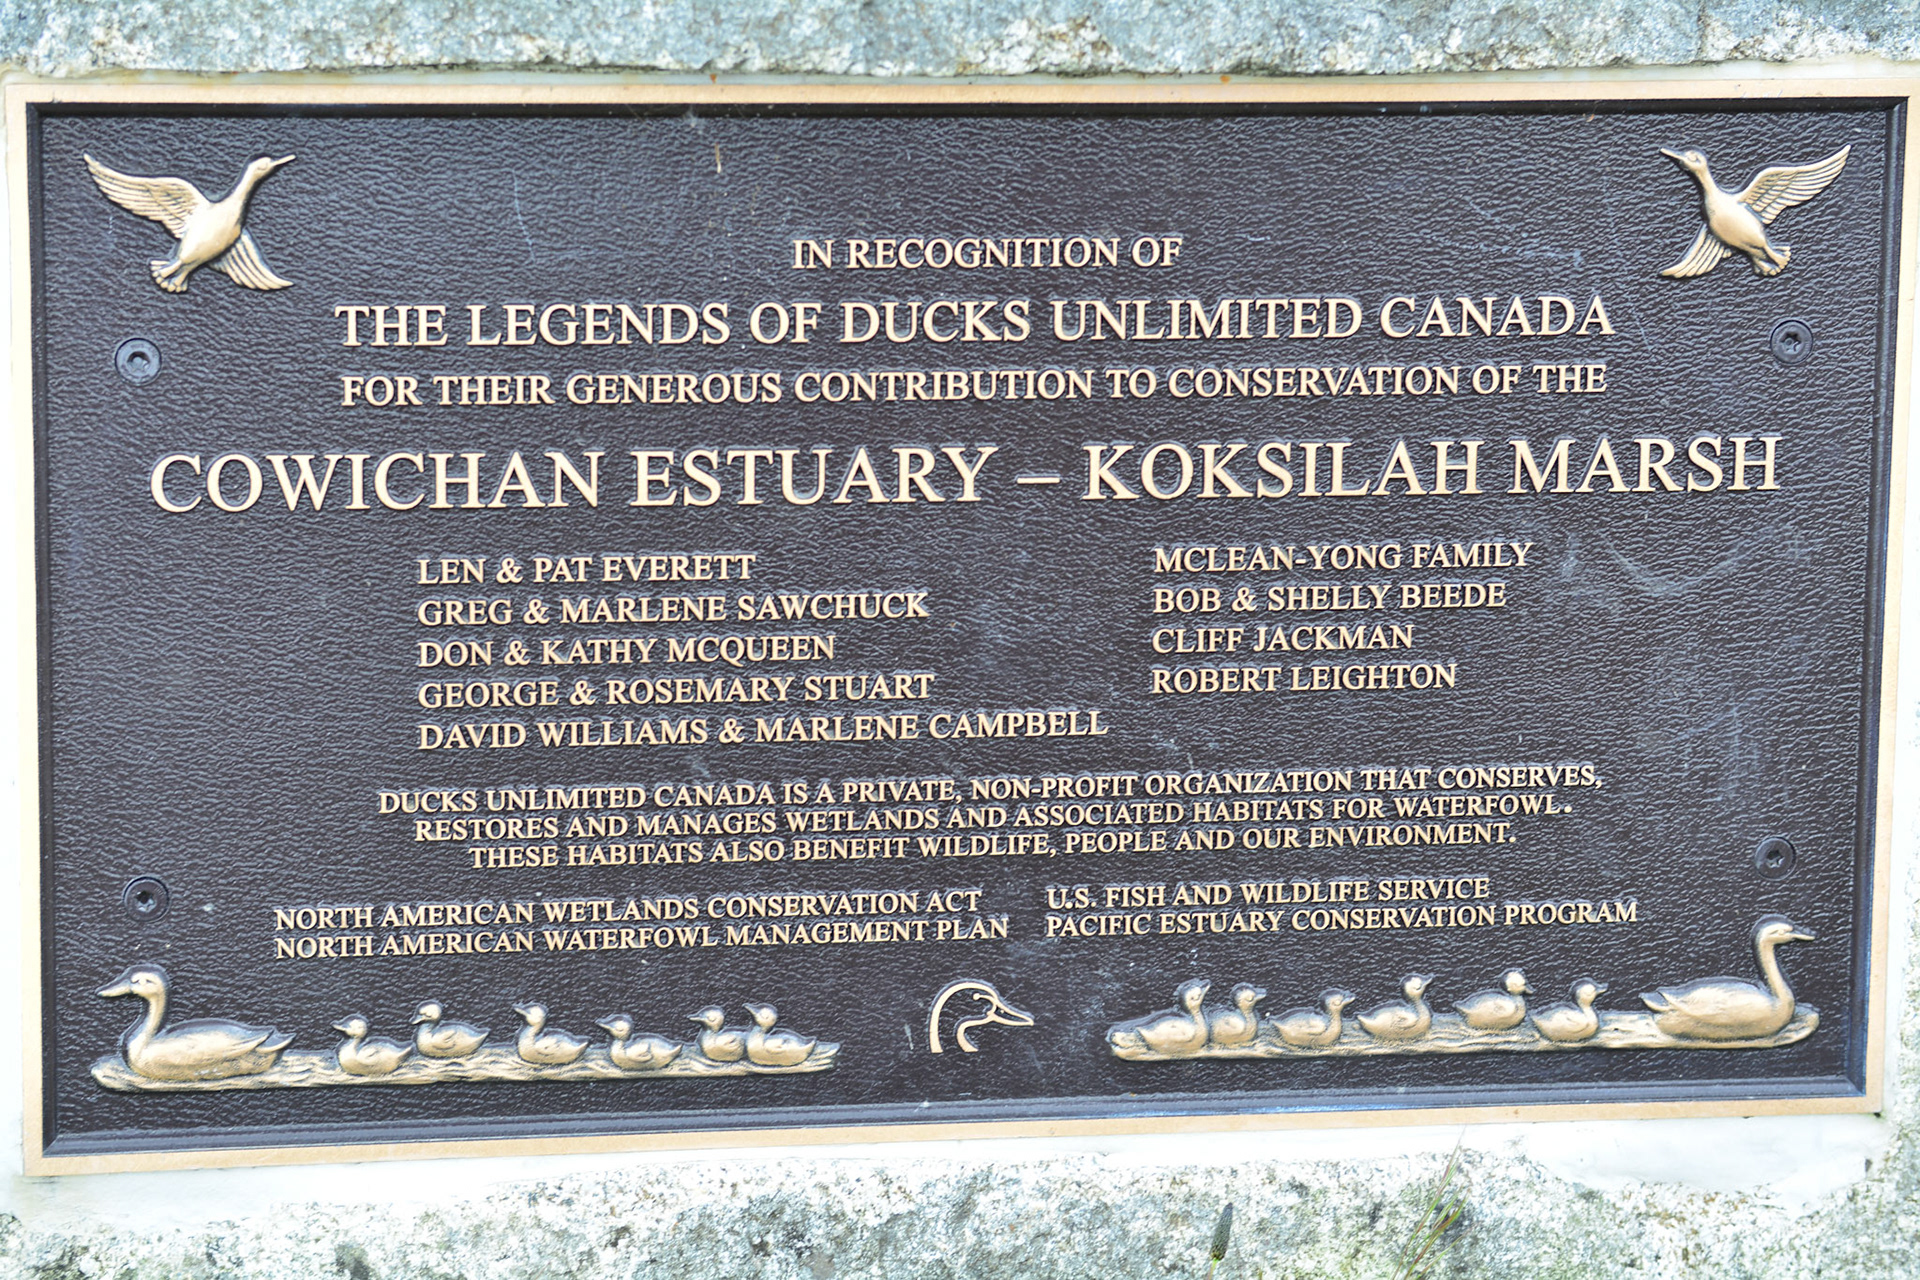 IN RECOGNITION OF
THE LEGENDS OF DUCKS UNLIMITED CANADA
FOR THEIR GENEROUS CONTRIBUTION TO CONSERVATION OF THE
COWICHAN ESTUARY – KOKSILAH MARSH
LEN & PAT EVERETT
GREG & MARLENE SAWCHUCK
DON & KATHY MCQUEEN
GEORGE & ROSEMARY STUART
DAVID WILLIAMS & MARLENE CAMPBELL
MCLEAN-YONG FAMILY
BOB & SHELLY BEEDE
CLIFF JACKMAN
ROBERT LEIGHTON
DUCKS UNLIMITED CANADA IS A PRIVATE, NON-PROFIT ORGANIZATION THAT CONSERVES,
RESTORES AND MANAGES WETLANDS AND ASSOCIATED HABITATS FOR WATERFOWL.
THESE HABITATS ALSO BENEFIT WILDLIFE, PEOPLE AND OUR ENVIRONMENT.
NORTH AMERICAN WETLANDS CONSERVATION ACT
NORTH AMERICAN WATERFOWL MANAGEMENT PLAN
U.S. FISH AND WILDLIFE SERVICE
PACIFIC ESTUARY CONSERVATION PROGRAM